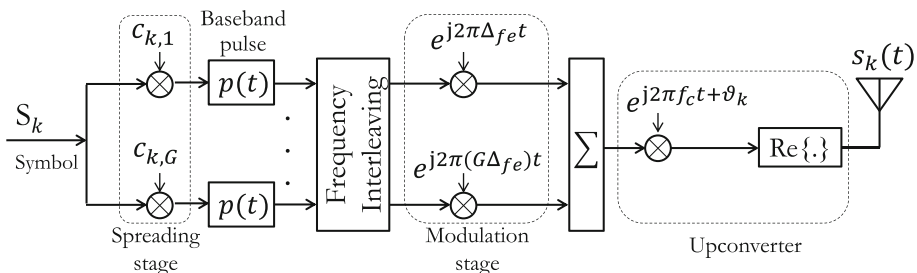 Baseband
pulse
c_{k,1}
p(t)
S_k
Symbol
c_{k,G}
p(t)
Spreading
stage
Frequency
Interleaving
e^{j2πΔ_{fe}t}
e^{j2π(GΔ_{fe})t}
Modulation
stage
Σ
e^{j2πf_ct+ϑ_k}
Re{.}
s_k(t)
Upconverter